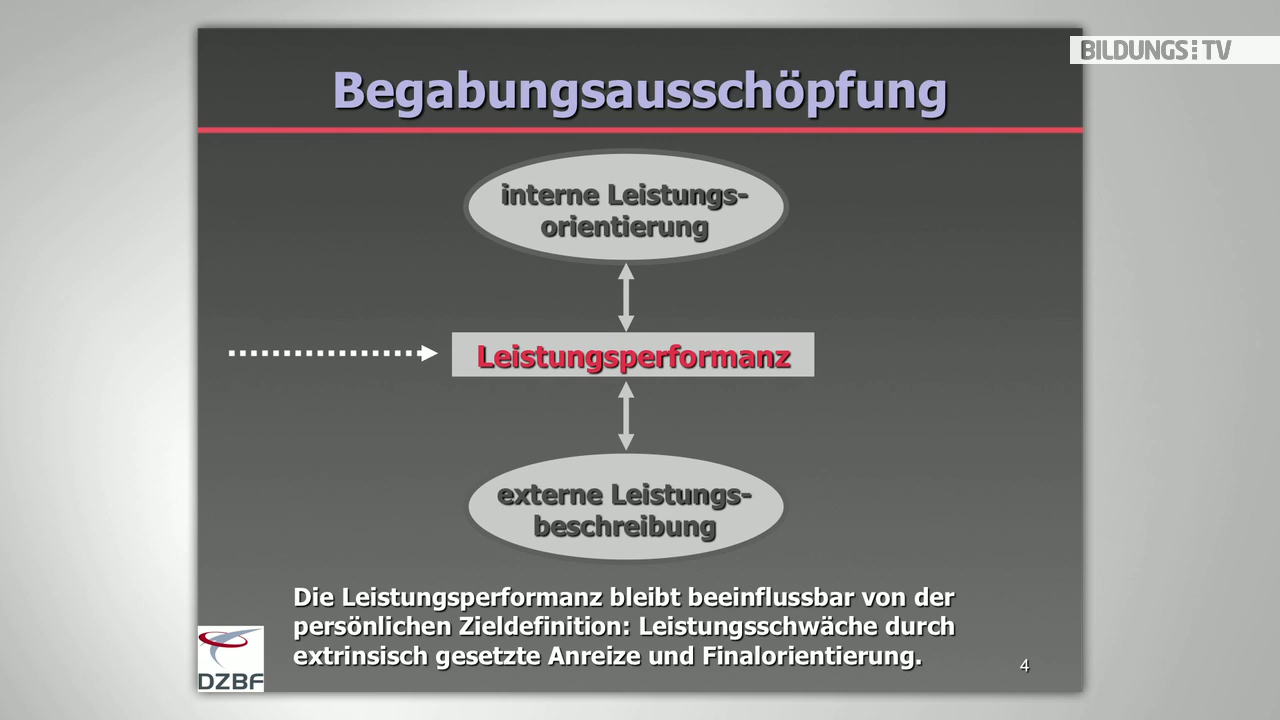 BILDUNGS TV
Begabungsausschöpfung
interne Leistungs-
orientierung
Leistungsperformanz
externe Leistungs-
beschreibung
Die Leistungsperformanz bleibt beeinflussbar von der
persönlichen Zieldefinition: Leistungsschwäche durch
extrinsisch gesetzte Anreize und Finalorientierung.
4
DZBF